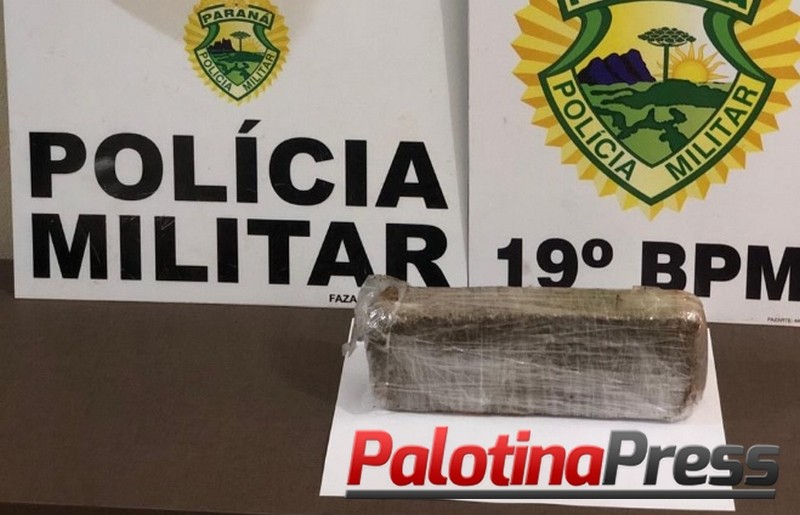 PARANÁ
POLÍCIA MILITAR
POLÍCIA
MILITAR
POLÍCIA MILITAR
19º BPM
PalotinaPress